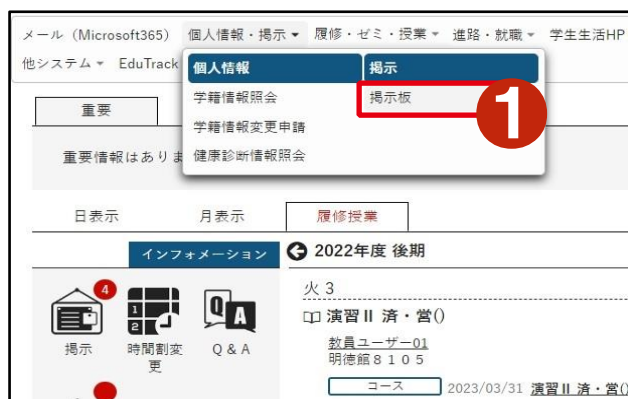 メール (Microsoft365) 個人情報・掲示 履修・ゼミ・授業 進路・就職 学生生活HP
他システム EduTrack
個人情報 掲示
学籍情報照会 掲示板
1
学籍情報変更申請
健康診断情報照会
重要
重要情報はありま
日表示 月表示 履修授業
インフォメーション 2022年度 後期
火 3
4
演習Ⅱ 済・営()
1
2
Q A
掲示 時間割変更 Q & A
教員ユーザー01
明徳館8105
コース 2023/03/31 演習Ⅱ 済・営()